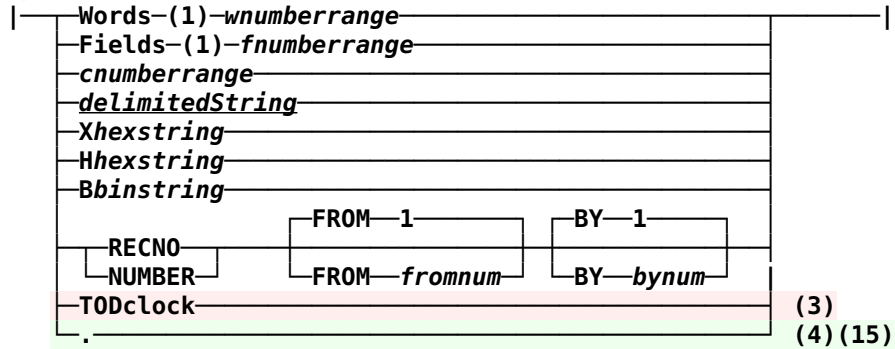 Words (1) wnumberrange
Fields (1) fnumberrange
cnumberrange
delimitedString
Xhexstring
Hhexstring
Bbinstring
FROM 1 BY 1
RECNO
NUMBER FROM fromnum BY bynum
TODclock (3)
. (4)(15)